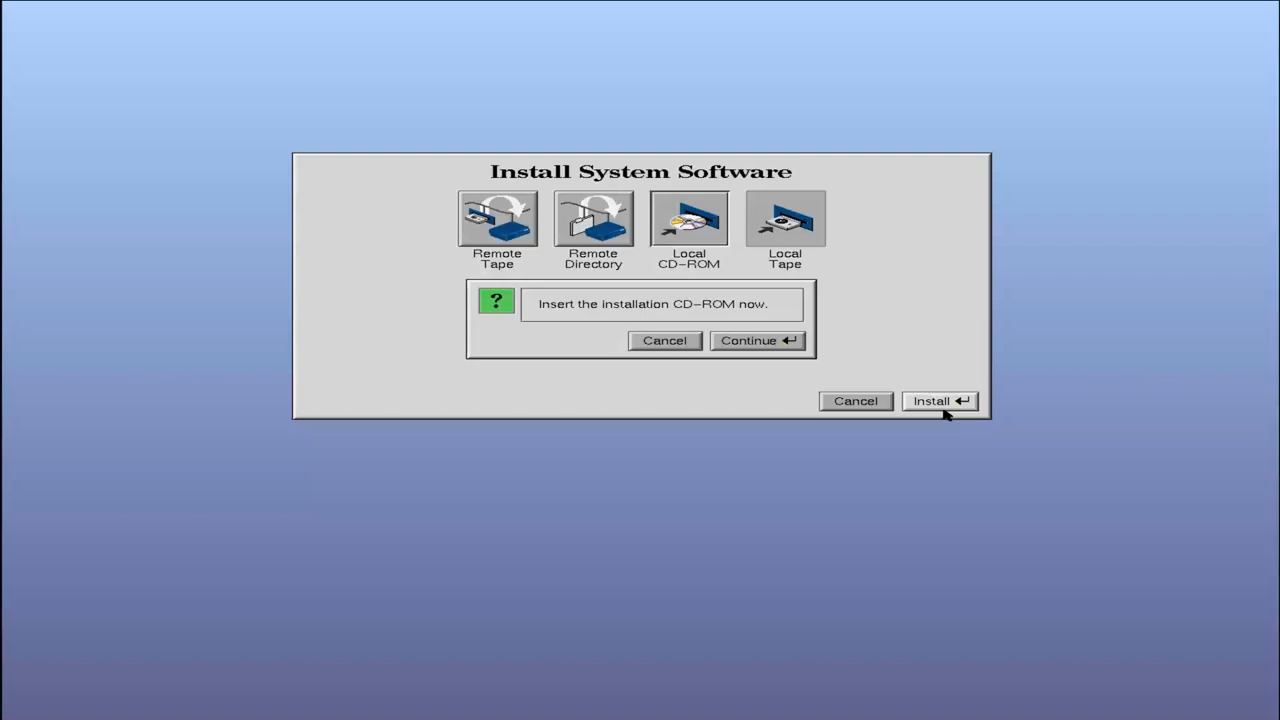 Install System Software
Remote
Tape
Remote
Directory
Local
CD-ROM
Local
Tape
?
Insert the installation CD-ROM now.
Cancel
Continue
Cancel
Install